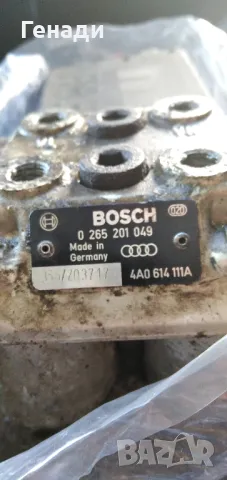 Генади
BOSCH
0 265 201 049
Made in
Germany
4A0 614 111A
bazar